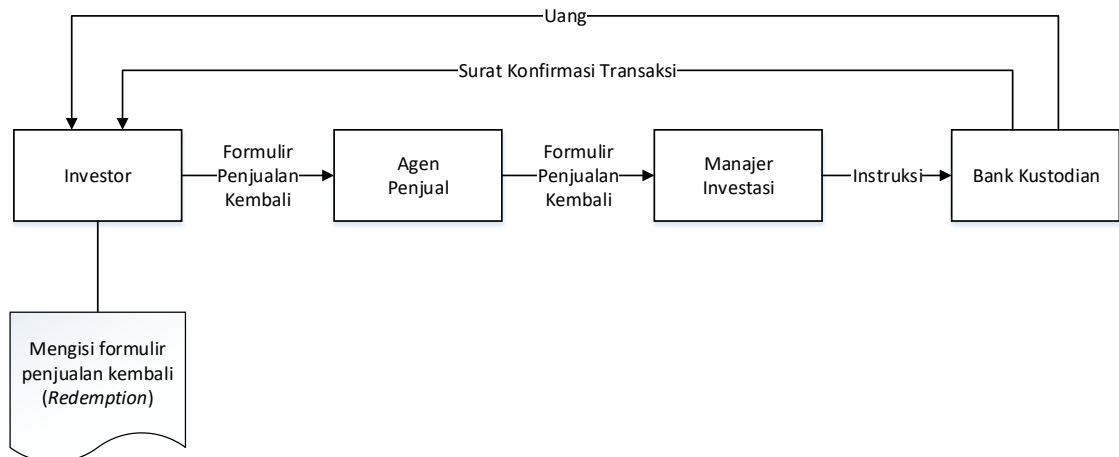 Uang
Surat Konfirmasi Transaksi
Investor
Formulir
Penjualan
Kembali
Agen
Penjual
Formulir
Penjualan
Kembali
Manajer
Investasi
Instruksi
Bank Kustodian
Mengisi formulir
penjualan kembali
(Redemption)